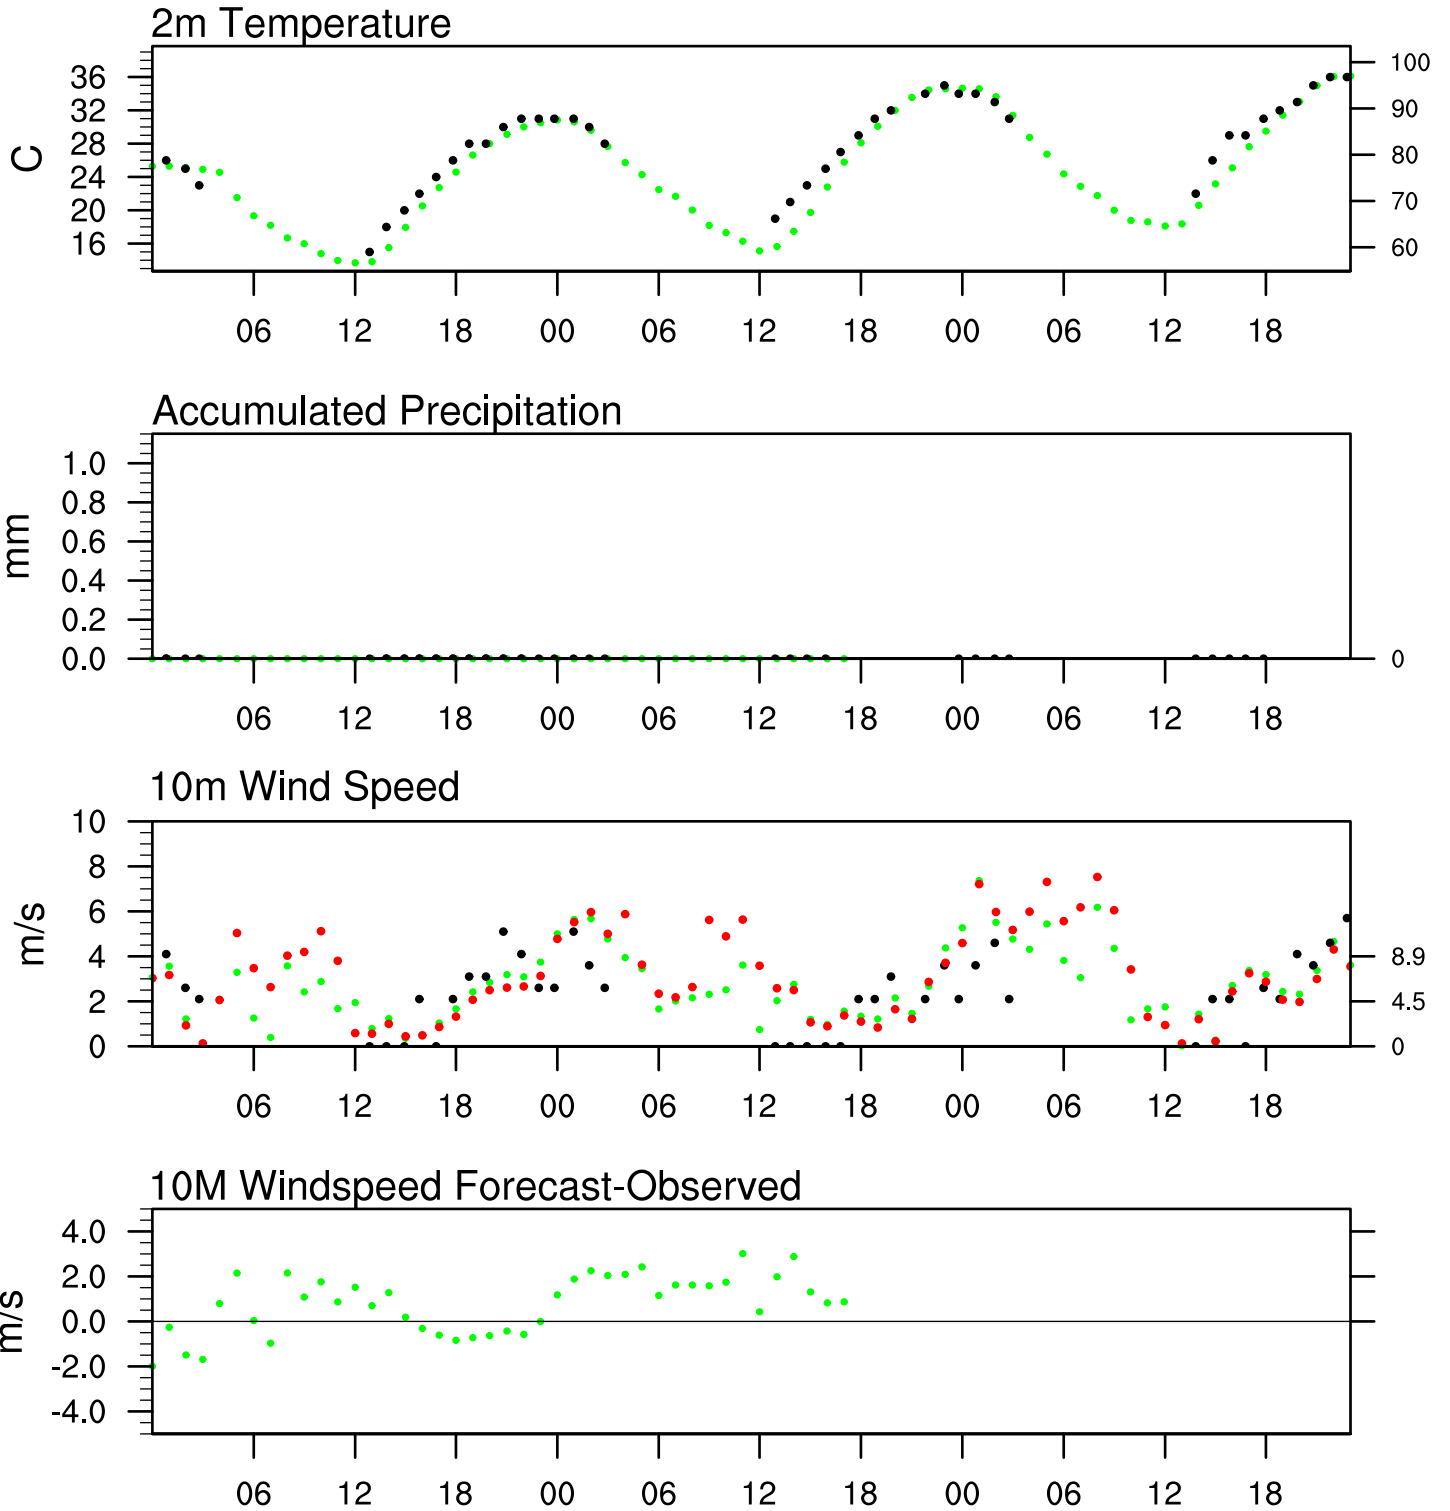 2m Temperature
36
32
28
24
20
16
C
100
90
80
70
60
06 12 18 00 06 12 18 00 06 12 18
Accumulated Precipitation
1.0
0.8
0.6
0.4
0.2
0.0
mm
0
06 12 18 00 06 12 18 00 06 12 18
10m Wind Speed
10
8
6
4
2
0
m/s
8.9
4.5
0
06 12 18 00 06 12 18 00 06 12 18
10M Windspeed Forecast-Observed
4.0
2.0
0.0
-2.0
-4.0
m/s
06 12 18 00 06 12 18 00 06 12 18